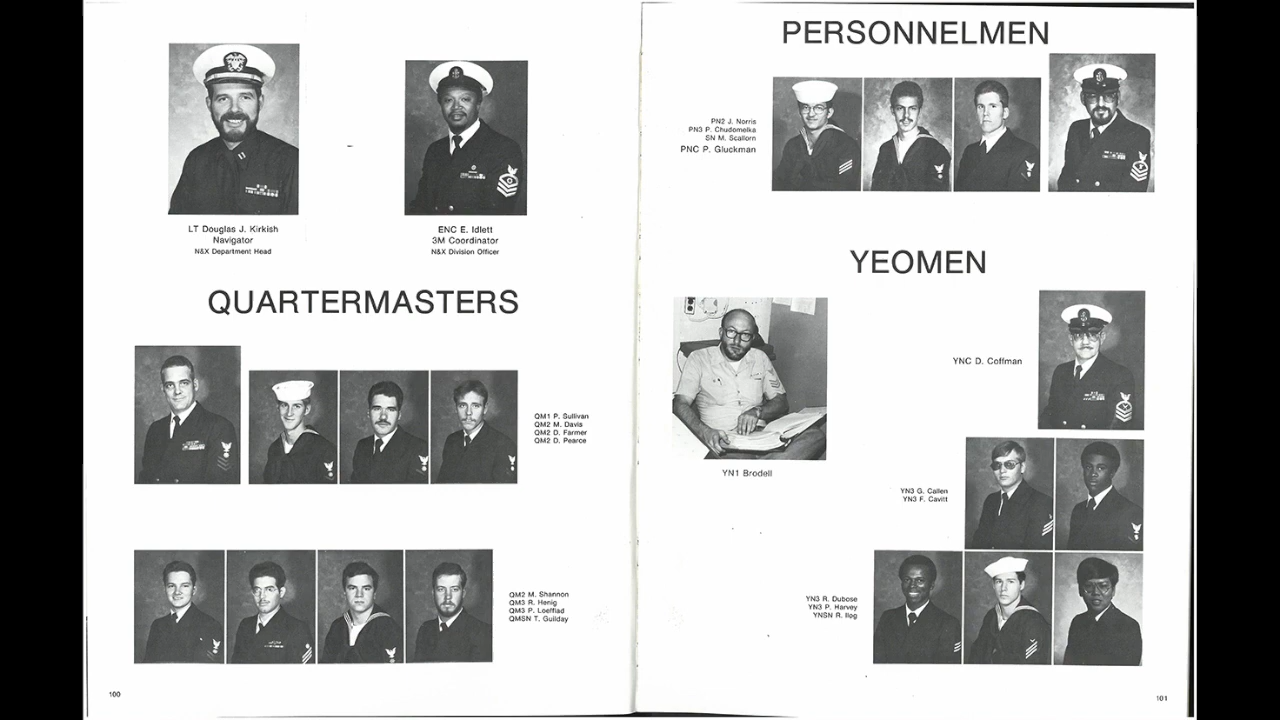 LT Douglas J. Kirkish
Navigator
N&X Department Head
ENC E. Idlett
3M Coordinator
N&X Division Officer
QUARTERMASTERS
QM1 P. Sullivan
QM2 M. Davis
QM2 D. Farmer
QM2 D. Pearce
QM2 M. Shannon
QM3 R. Henig
QM3 P. Loefflad
QMSN T. Guilday
100
PERSONNELMEN
PN2 J. Norris
PN3 P. Chudomelka
SN M. Scallorn
PNC P. Gluckman
YEOMEN
YNC D. Coffman
YN1 Brodell
YN3 G. Callen
YN3 F. Cavitt
YN3 R. Dubose
YN3 P. Harvey
YNSN R. Ilog
101